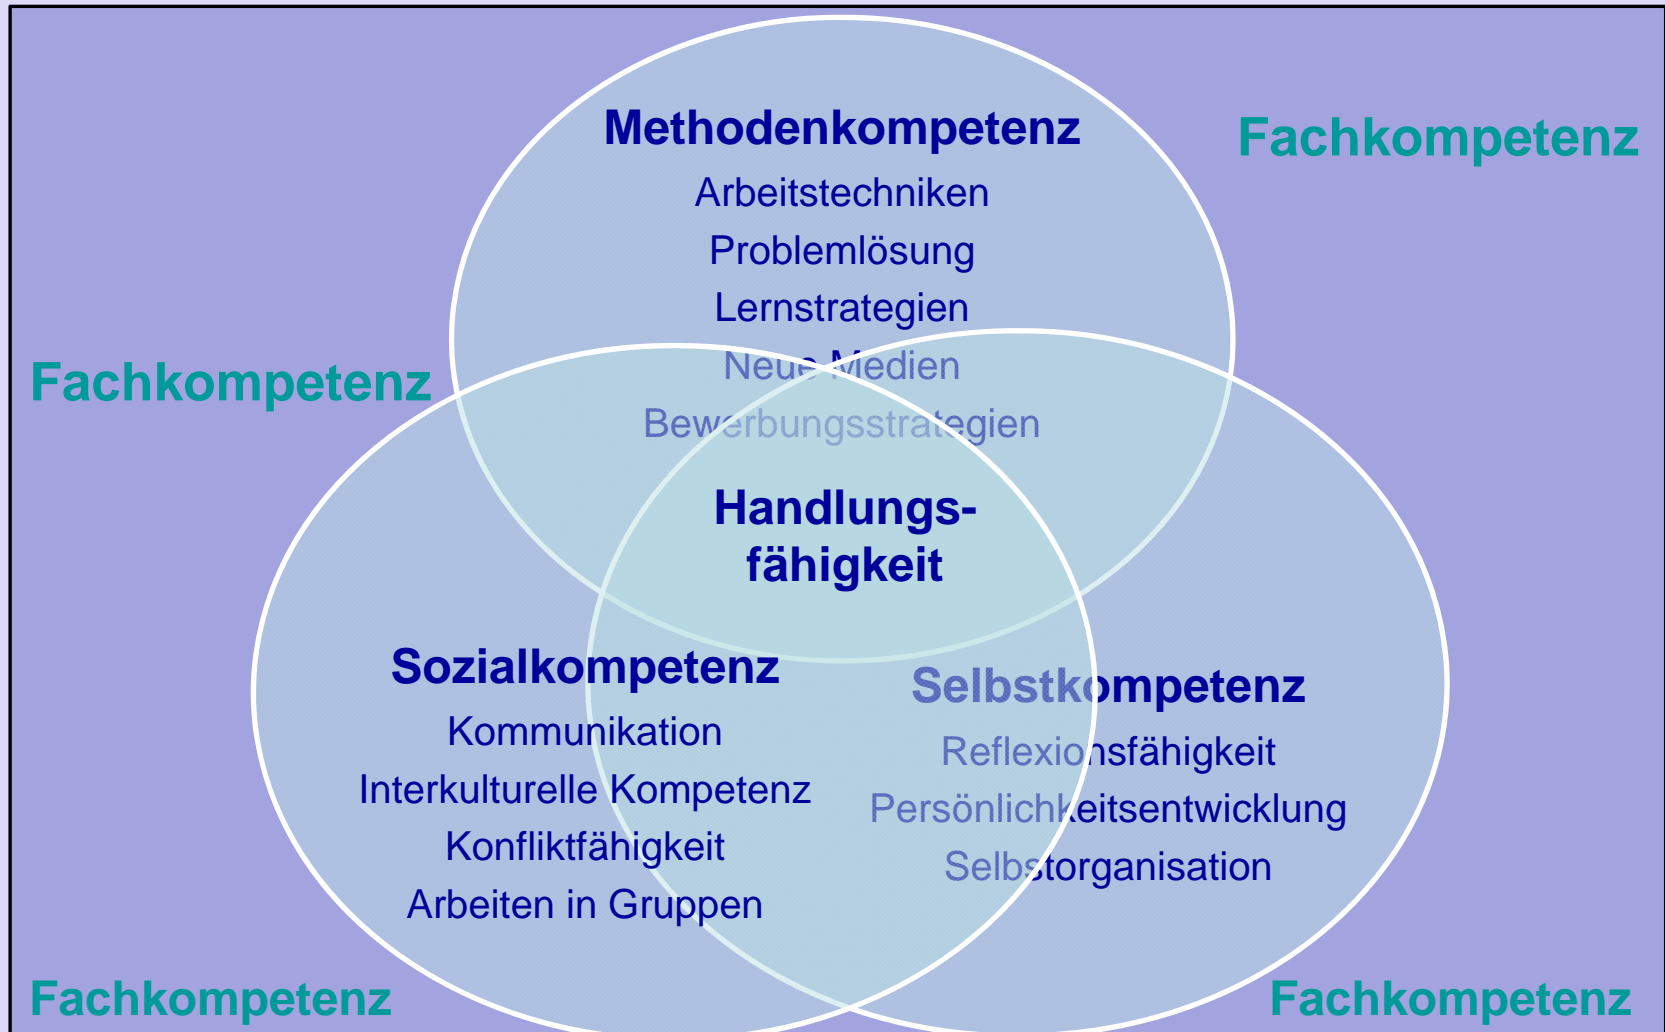 Methodenkompetenz
Fachkompetenz
Arbeitstechniken
Problemlösung
Lernstrategien
Neue Medien
Fachkompetenz
Bewerbungsstrategien
Handlungs-
fähigkeit
Sozialkompetenz
Kommunikation
Interkulturelle Kompetenz
Konfliktfähigkeit
Arbeiten in Gruppen
Selbstkompetenz
Reflexionsfähigkeit
Persönlichkeitsentwicklung
Selbstorganisation
Fachkompetenz
Fachkompetenz